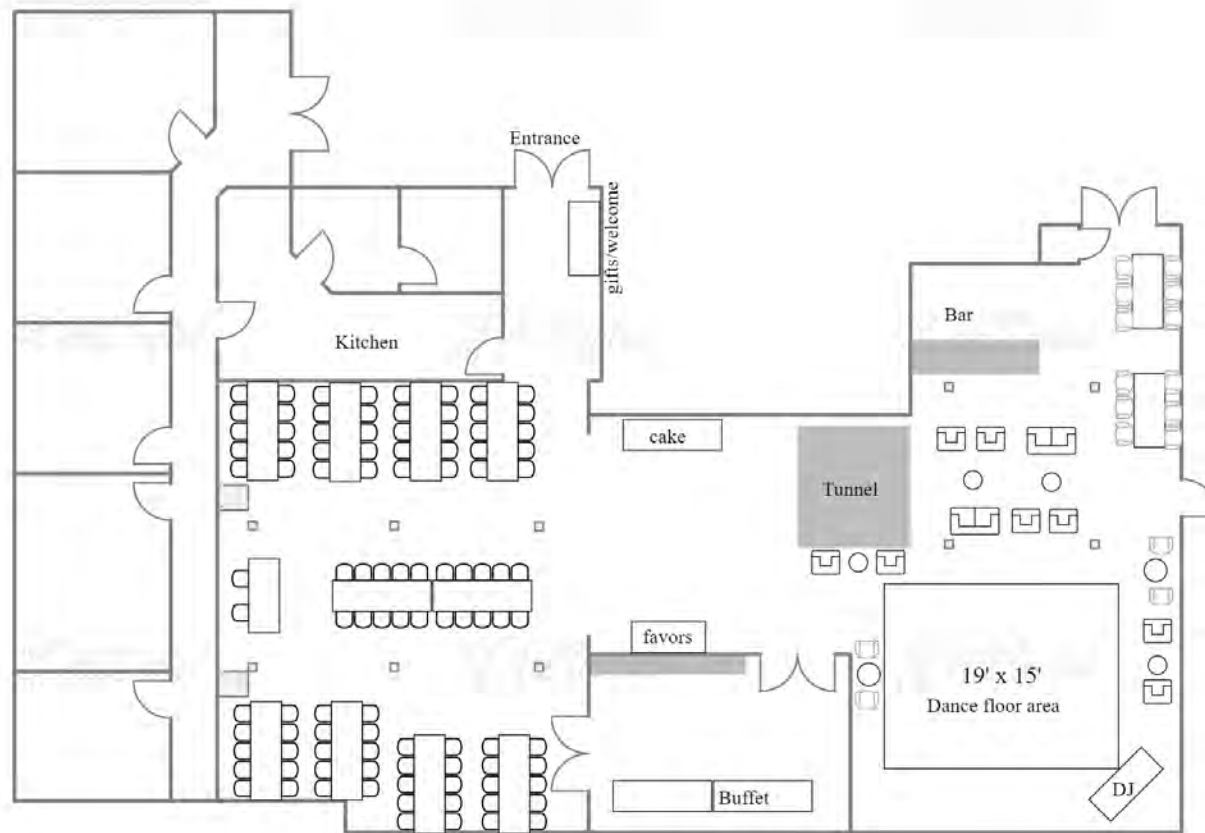 Entrance
gifts/welcome
Bar
Kitchen
cake
Tunnel
favors
19' x 15'
Dance floor area
Buffet
DJ